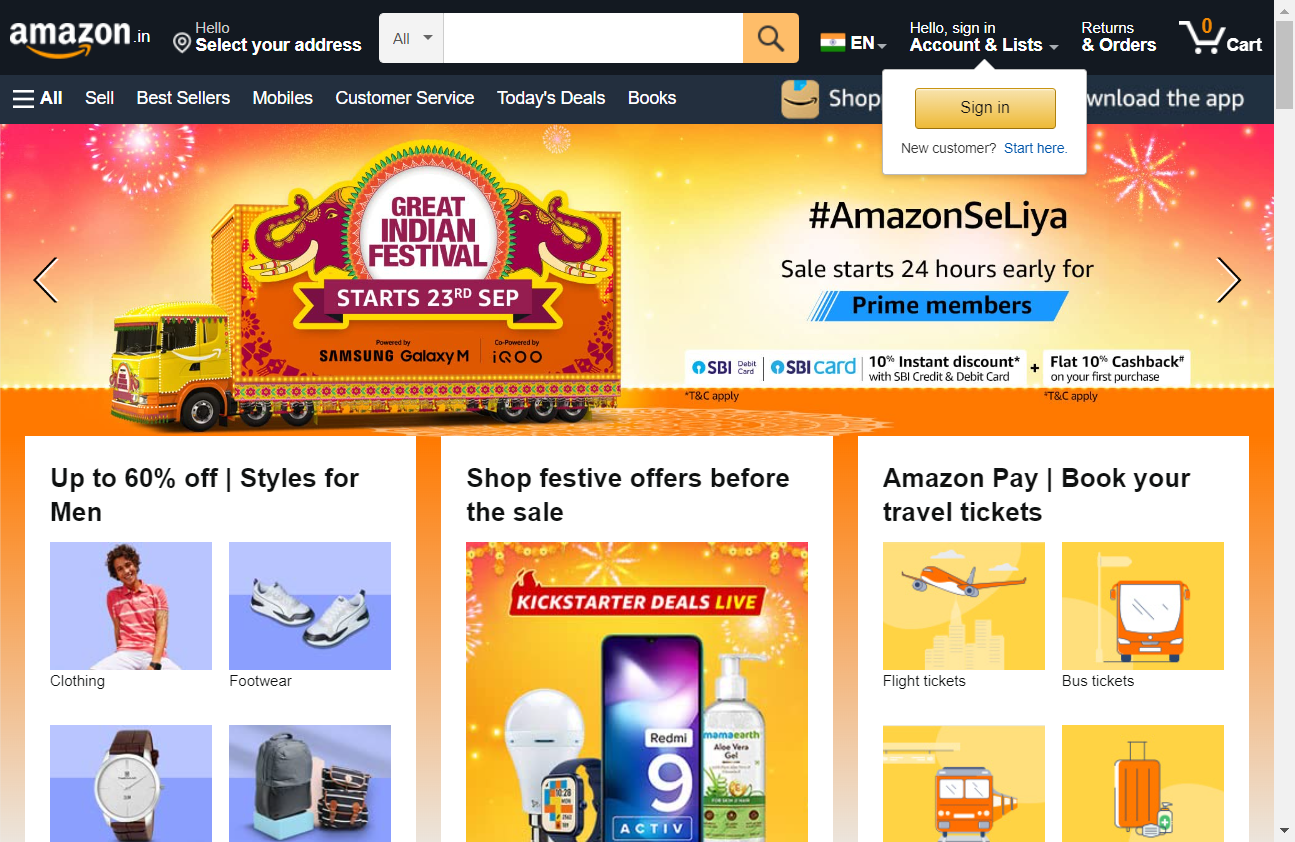 amazon.in
Hello
Select your address
All
EN
Hello, sign in
Account & Lists
Returns
& Orders
0
Cart
All
Sell
Best Sellers
Mobiles
Customer Service
Today's Deals
Books
Shop
wnload the app
Sign in
New customer? Start here.
GREAT
INDIAN
FESTIVAL
STARTS 23RD SEP
Powered by
SAMSUNG Galaxy M
Co-Powered by
iQOO
#AmazonSeLiya
Sale starts 24 hours early for
Prime members
SBI Debit Card
SBI card
10% Instant discount*
with SBI Credit & Debit Card
+
Flat 10% Cashback#
on your first purchase
*T&C apply
*T&C apply
Up to 60% off | Styles for
Men
Clothing
Footwear
Shop festive offers before
the sale
KICKSTARTER DEALS LIVE
Redmi
9
ACTIV
mamaearth
Aloe Vera
Gel
FOR SKIN & HAIR
10:28
Amazon Pay | Book your
travel tickets
Flight tickets
Bus tickets